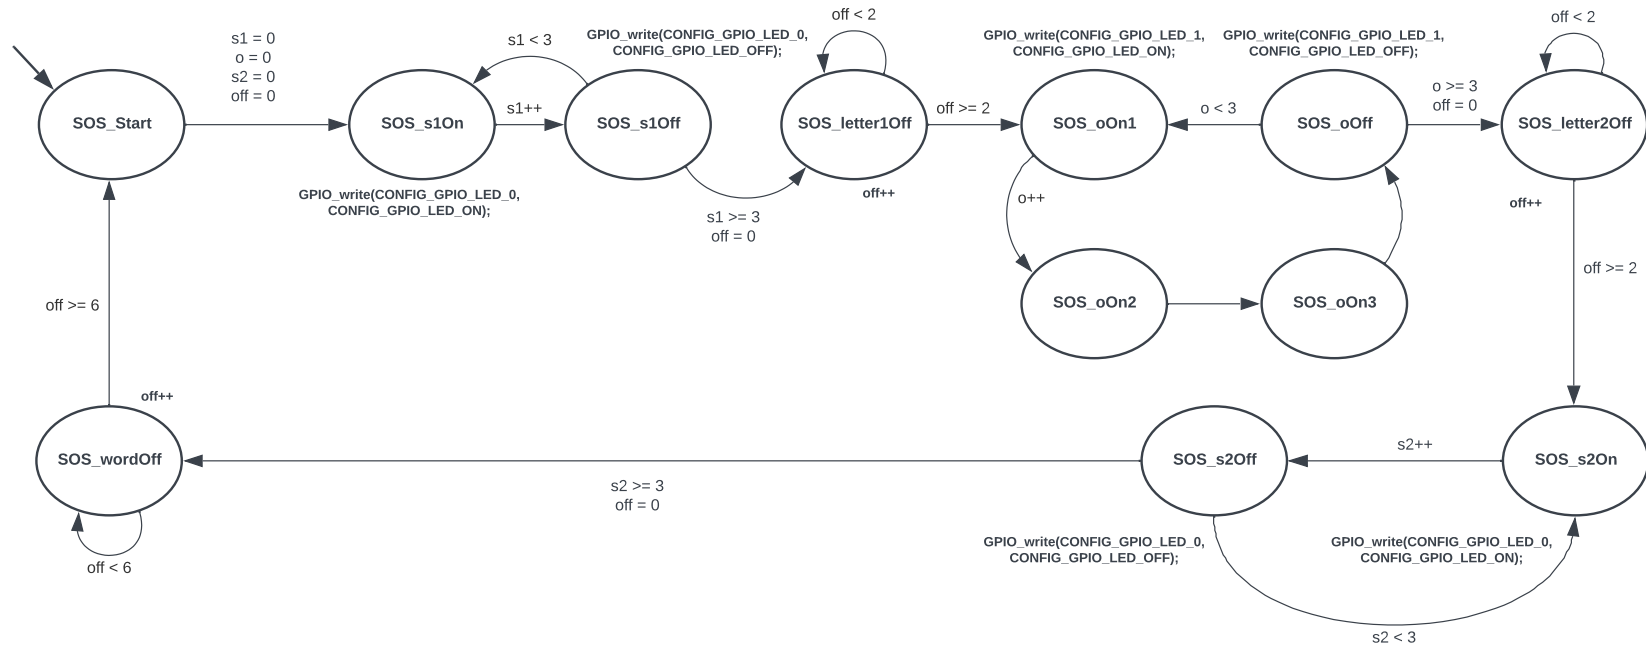 s1 = 0
o = 0
s2 = 0
off = 0
SOS_Start
SOS_s1On
GPIO_write(CONFIG_GPIO_LED_0,
CONFIG_GPIO_LED_ON);
s1 < 3
s1++
GPIO_write(CONFIG_GPIO_LED_0,
CONFIG_GPIO_LED_OFF);
SOS_s1Off
s1 >= 3
off = 0
off < 2
SOS_letter1Off
off++
off >= 2
GPIO_write(CONFIG_GPIO_LED_1,
CONFIG_GPIO_LED_ON);
SOS_oOn1
o++
SOS_oOn2
SOS_oOn3
GPIO_write(CONFIG_GPIO_LED_1,
CONFIG_GPIO_LED_OFF);
SOS_oOff
o < 3
o >= 3
off = 0
off < 2
SOS_letter2Off
off++
off >= 2
SOS_s2On
GPIO_write(CONFIG_GPIO_LED_0,
CONFIG_GPIO_LED_ON);
s2++
SOS_s2Off
GPIO_write(CONFIG_GPIO_LED_0,
CONFIG_GPIO_LED_OFF);
s2 < 3
s2 >= 3
off = 0
SOS_wordOff
off++
off < 6
off >= 6